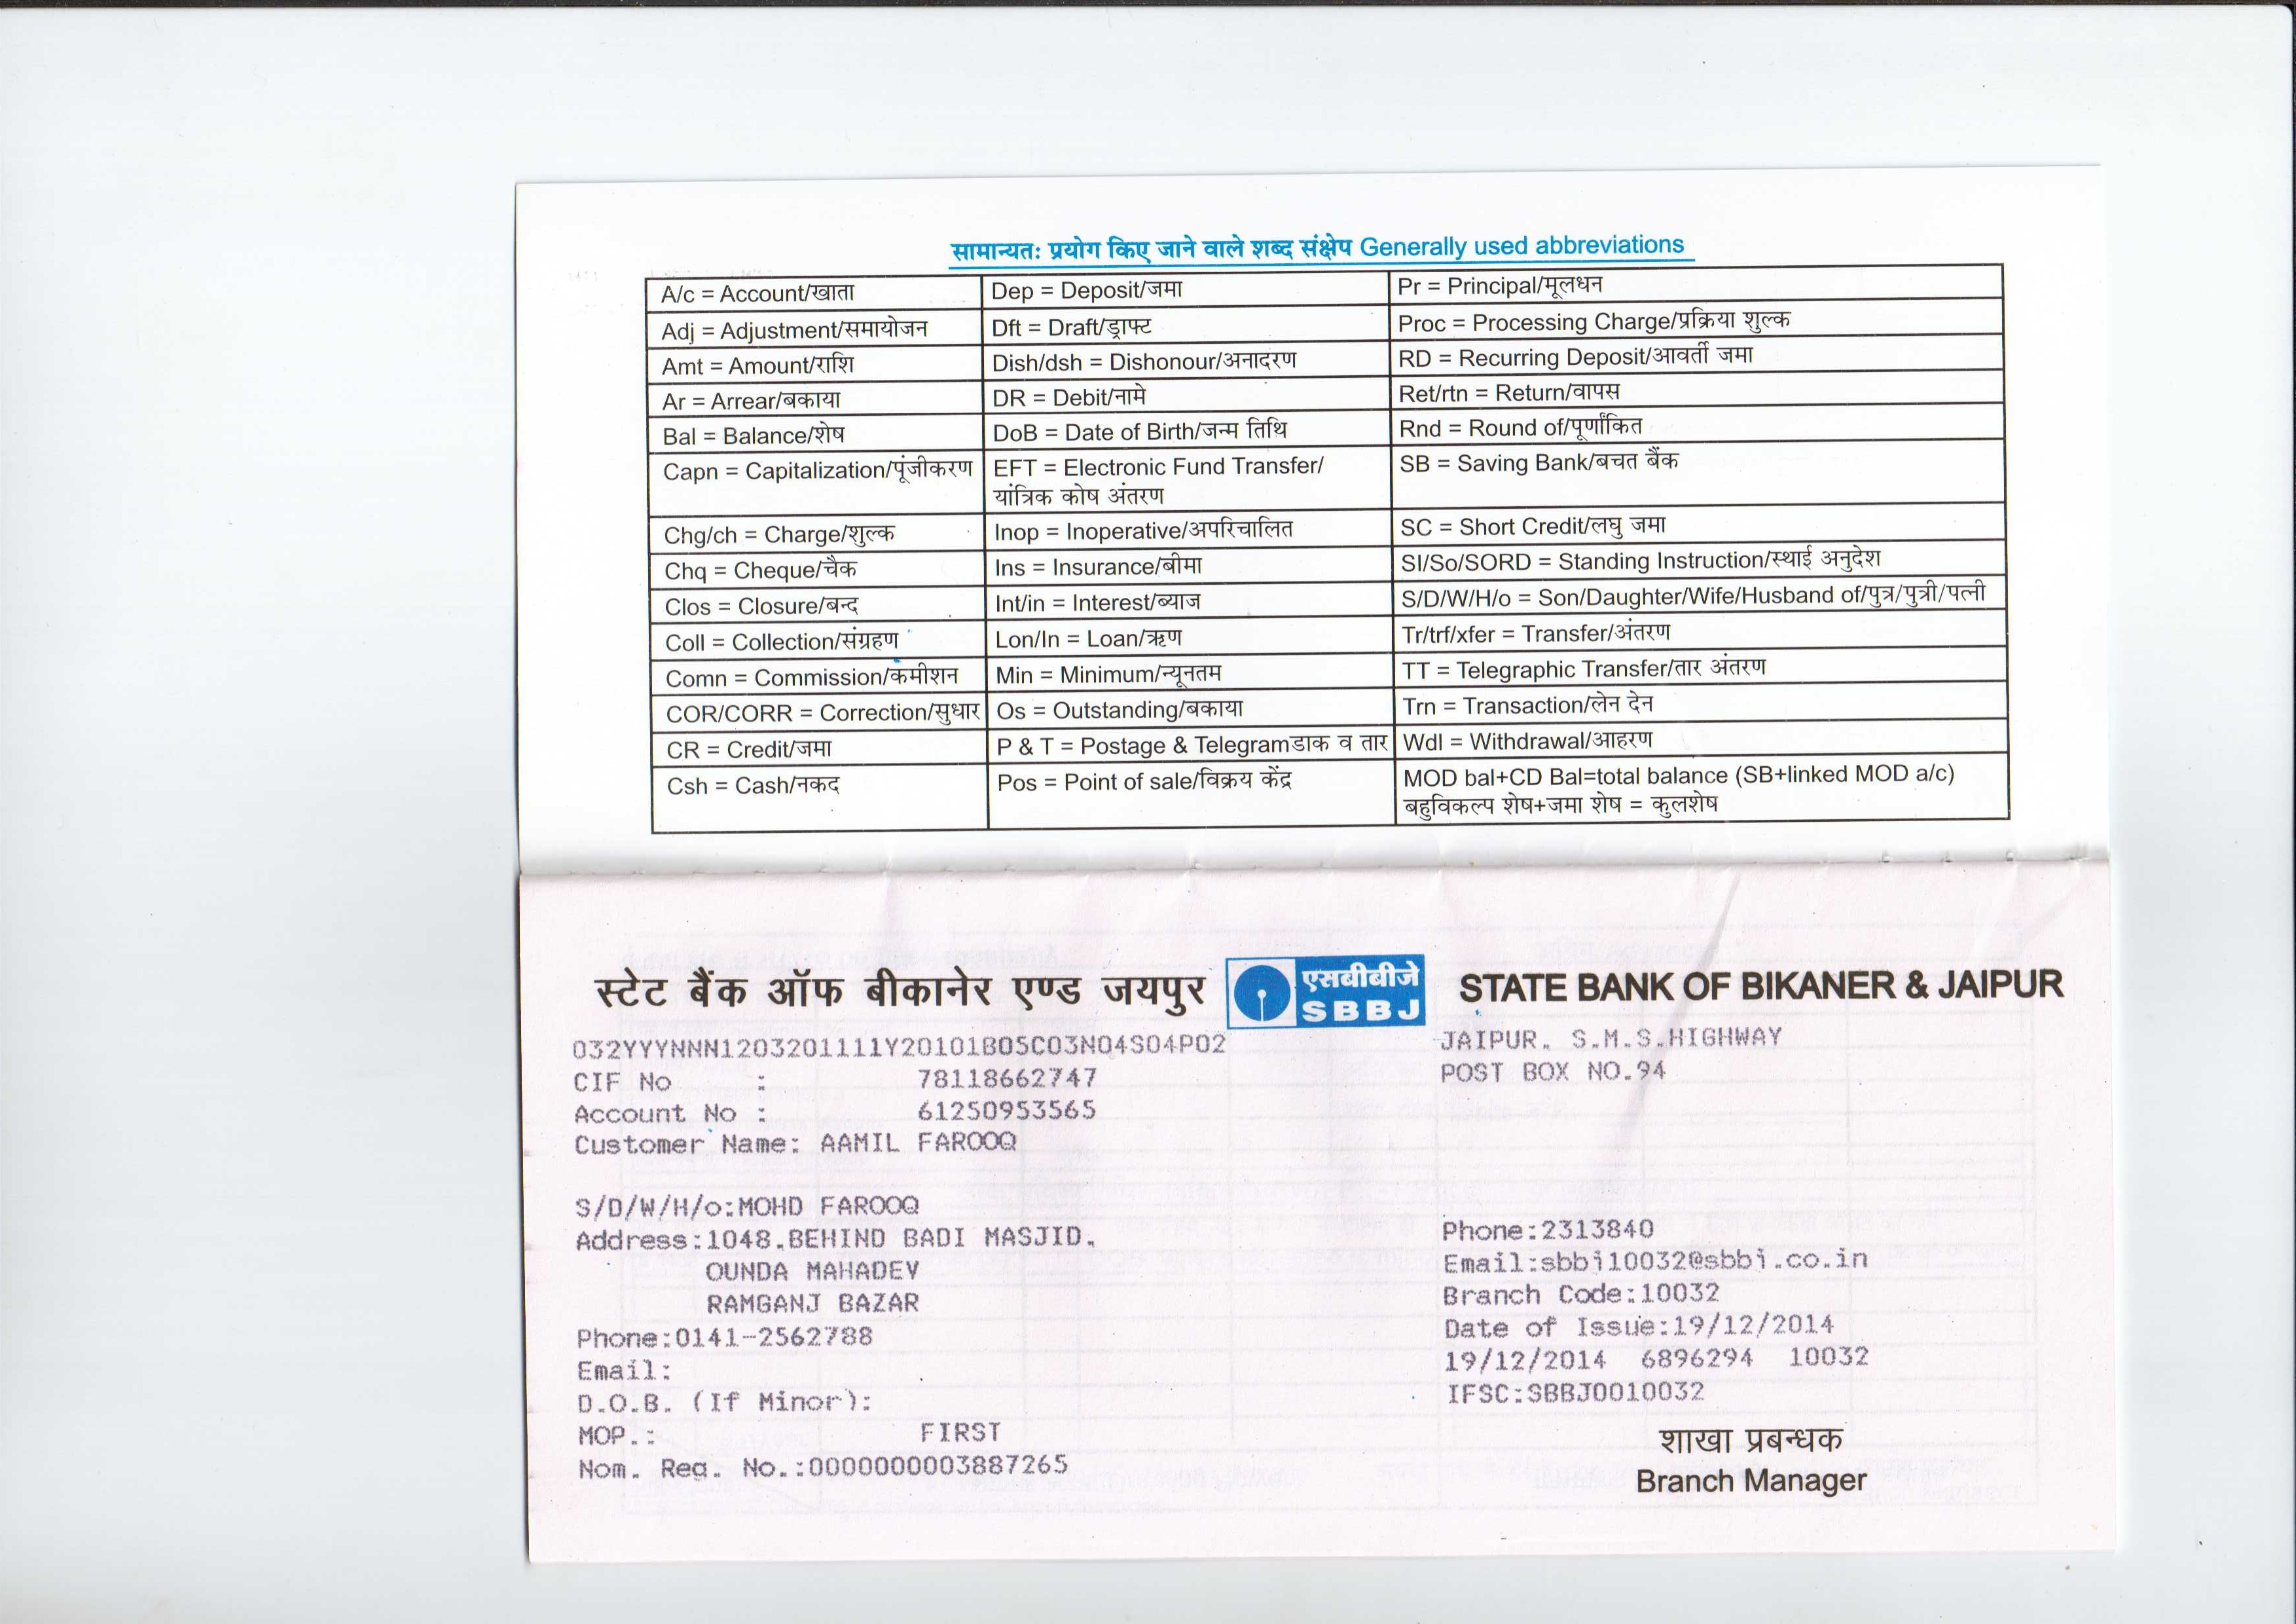 सामान्यतः प्रयोग किए जाने वाले शब्द संक्षेप Generally used abbreviations
A/c = Account/खाता Dep = Deposit/जमा Pr = Principal/मूलधन
Adj = Adjustment/समायोजन Dft = Draft/ड्राफ्ट Proc = Processing Charge/प्रक्रिया शुल्क
Amt = Amount/राशि Dish/dsh = Dishonour/अनादरण RD = Recurring Deposit/आवर्ती जमा
Ar = Arrear/बकाया DR = Debit/नामे Ret/rtn = Return/वापस
Bal = Balance/शेष DoB = Date of Birth/जन्म तिथि Rnd = Round of/पूर्णांकित
Capn = Capitalization/पूंजीकरण EFT = Electronic Fund Transfer/ SB = Saving Bank/बचत बैंक
यांत्रिक कोष अंतरण
Chg/ch = Charge/शुल्क Inop = Inoperative/अपरिचालित SC = Short Credit/लघु जमा
Chq = Cheque/चैक Ins = Insurance/बीमा SI/So/SORD = Standing Instruction/स्थाई अनुदेश
Clos = Closure/बन्द Int/in = Interest/ब्याज S/D/W/H/o = Son/Daughter/Wife/Husband of/पुत्र/पुत्री/पत्नी
Coll = Collection/संग्रहण Lon/In = Loan/ऋण Tr/trf/xfer = Transfer/अंतरण
Comn = Commission/कमीशन Min = Minimum/न्यूनतम TT = Telegraphic Transfer/तार अंतरण
COR/CORR = Correction/सुधार Os = Outstanding/बकाया Trn = Transaction/लेन देन
CR = Credit/जमा P & T = Postage & Telegramडाक व तार Wdl = Withdrawal/आहरण
Csh = Cash/नकद Pos = Point of sale/विक्रय केंद्र MOD bal+CD Bal=total balance (SB+linked MOD a/c)
बहुविकल्प शेष+जमा शेष = कुलशेष
स्टेट बैंक ऑफ बीकानेर एण्ड जयपुर एसबीबीजे SBBJ STATE BANK OF BIKANER & JAIPUR
032YYYNNN1203201111Y20101B05C03N04S04P02 JAIPUR. S.M.S.HIGHWAY
CIF No : 78118662747 POST BOX NO.94
Account No : 61250953565
Customer Name: AAMIL FAROOQ
S/D/W/H/o:MOHD FAROOQ
Address:1048,BEHIND BADI MASJID, Phone:2313840
OUNDA MAHADEV Email:sbbj10032@sbbj.co.in
RAMGANJ BAZAR Branch Code:10032
Phone:0141-2562788 Date of Issue:19/12/2014
Email: 19/12/2014 6896294 10032
D.O.B. (If Minor): IFSC:SBBJ0010032
MOP.: FIRST शाखा प्रबन्धक
Nom. Reg. No.:0000000003887265 Branch Manager